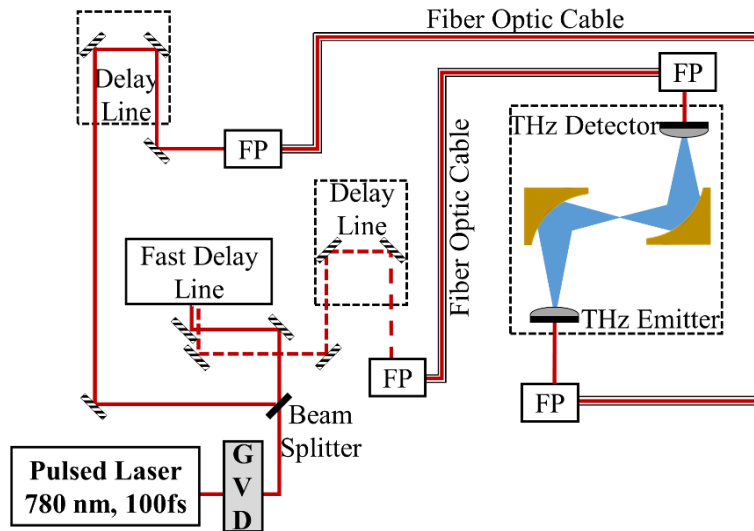 Fiber Optic Cable
Delay
Line
FP
FP
THz Detector
Fiber Optic Cable
Delay
Line
Fast Delay
Line
THz Emitter
FP
FP
Beam
Splitter
Pulsed Laser
780 nm, 100fs
G
V
D